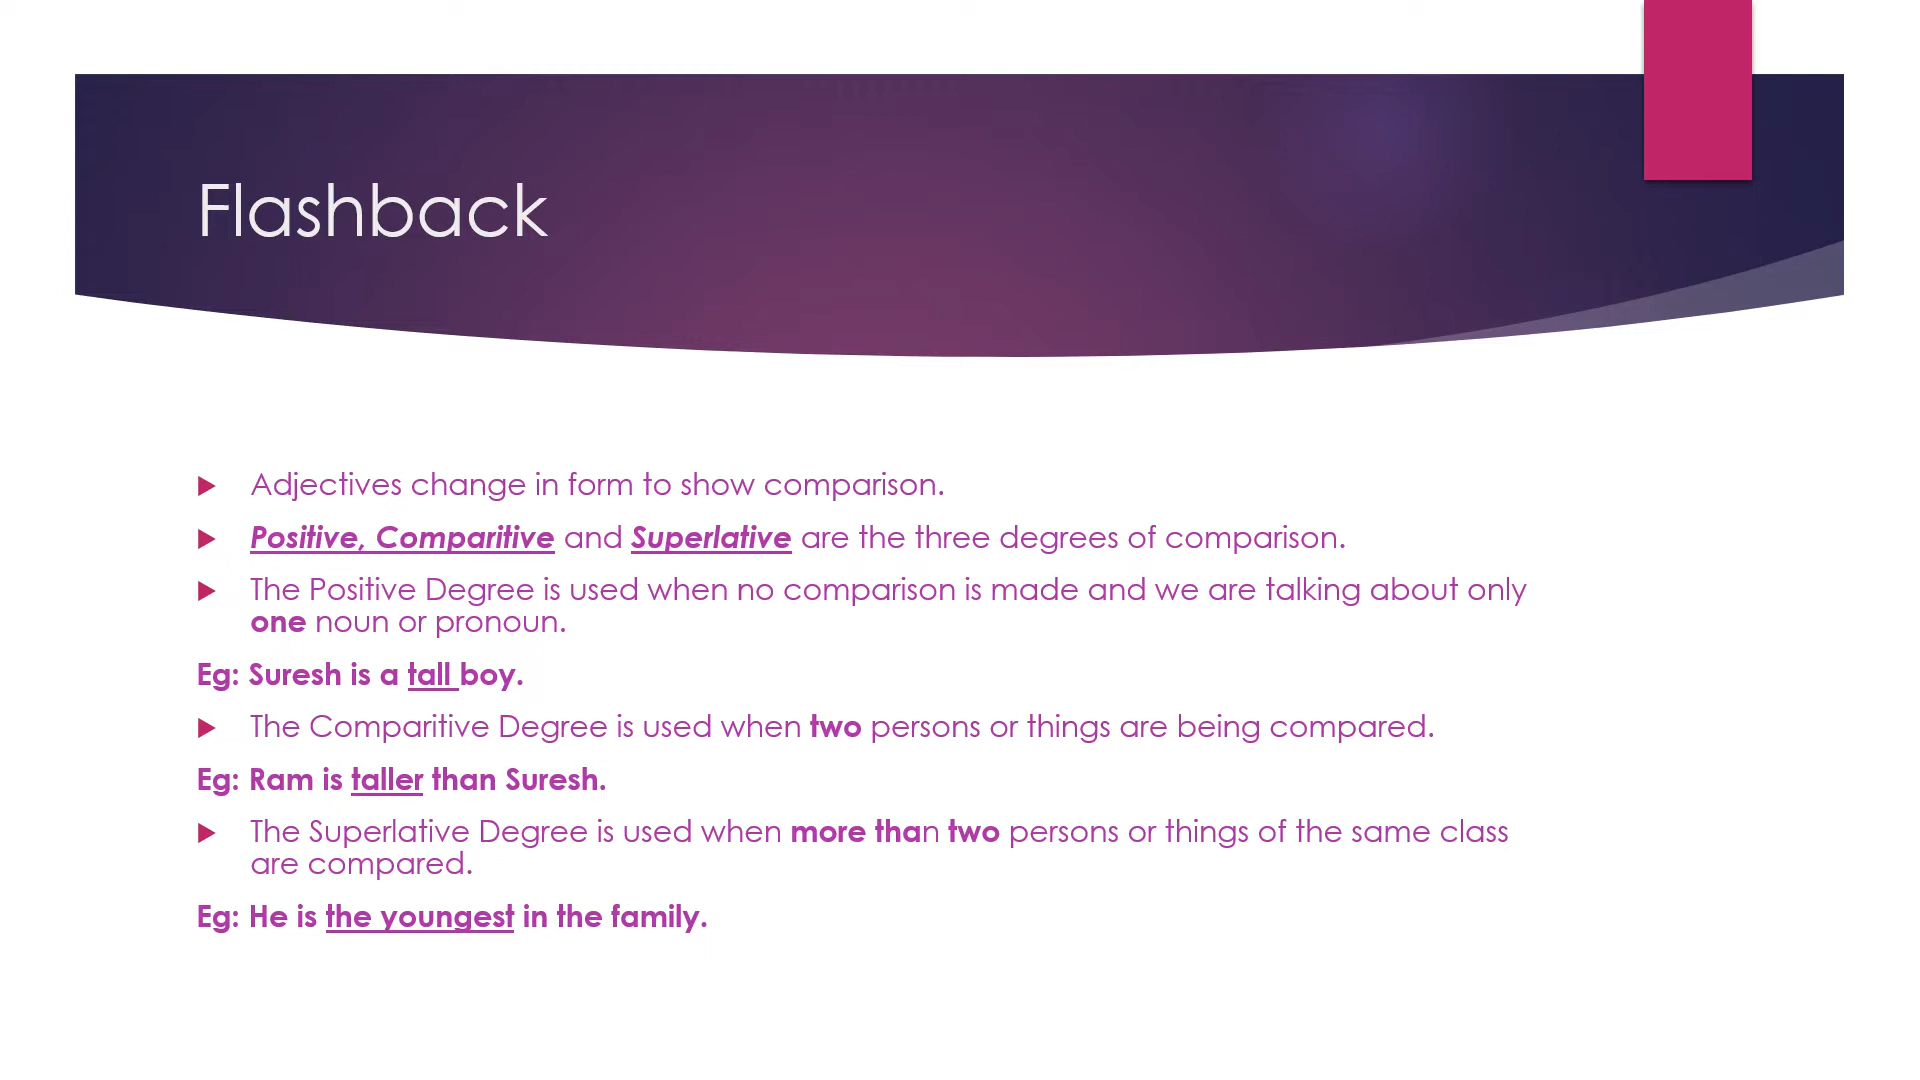 Flashback
Adjectives change in form to show comparison.
Positive, Comparitive and Superlative are the three degrees of comparison.
The Positive Degree is used when no comparison is made and we are talking about only
one noun or pronoun.
Eg: Suresh is a tall boy.
The Comparitive Degree is used when two persons or things are being compared.
Eg: Ram is taller than Suresh.
The Superlative Degree is used when more than two persons or things of the same class
are compared.
Eg: He is the youngest in the family.